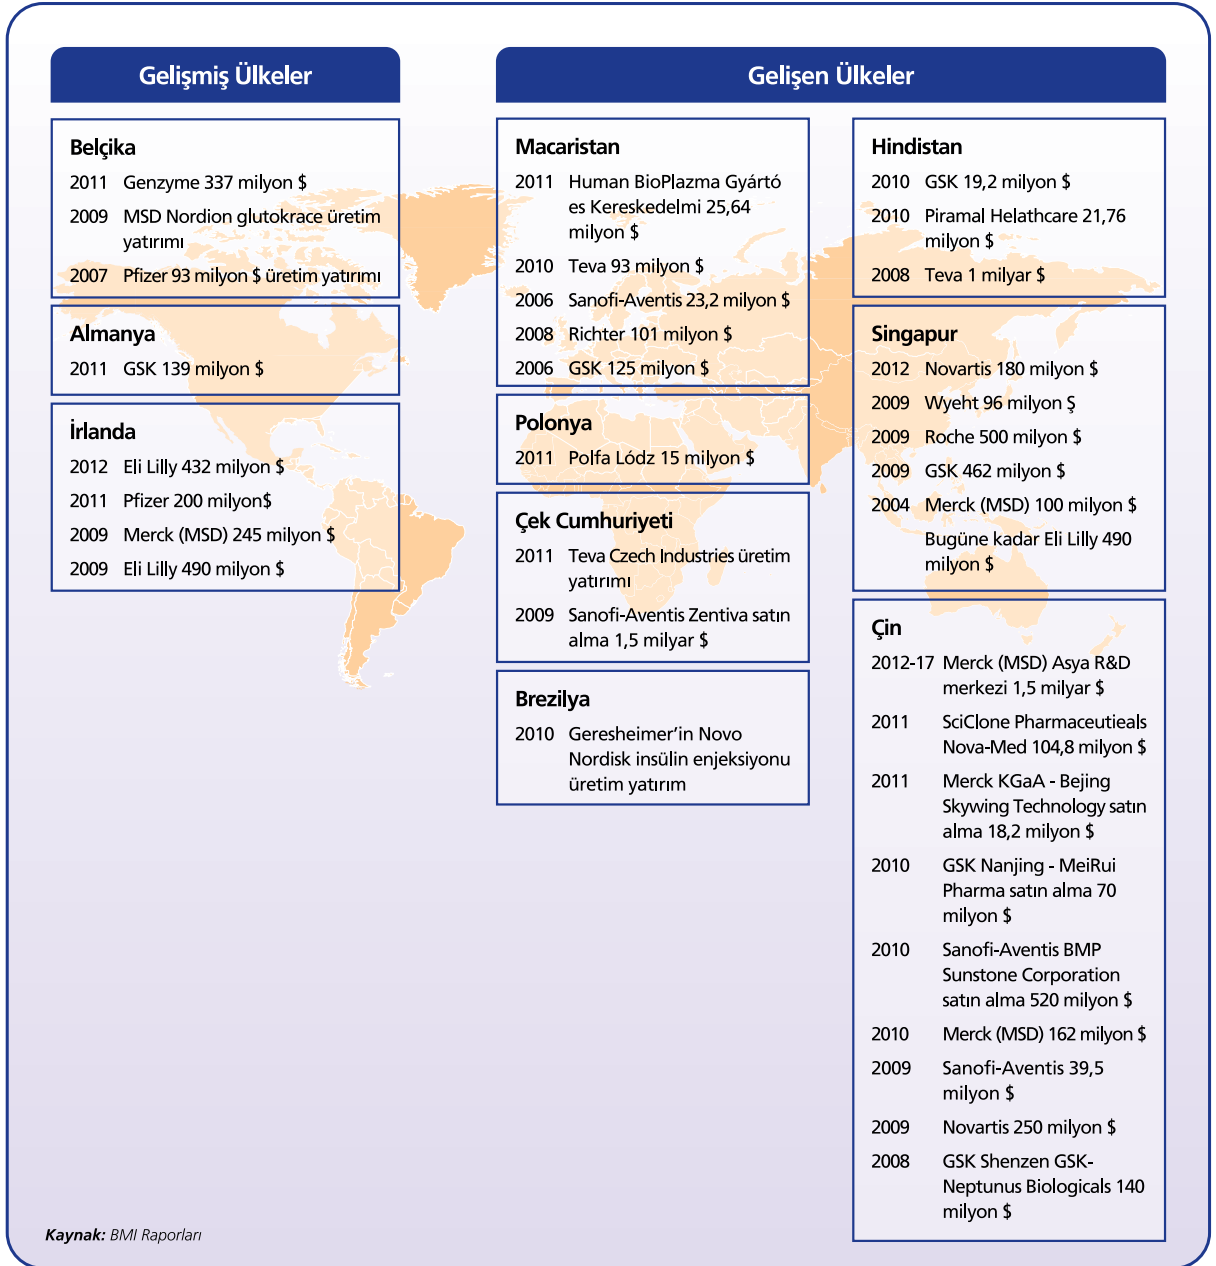 Gelişmiş Ülkeler
Belçika
2011 Genzyme 337 milyon $
2009 MSD Nordion glutokrace üretim
yatırımı
2007 Pfizer 93 milyon $ üretim yatırımı
Almanya
2011 GSK 139 milyon $
İrlanda
2012 Eli Lilly 432 milyon $
2011 Pfizer 200 milyon$
2009 Merck (MSD) 245 milyon $
2009 Eli Lilly 490 milyon $
Gelişen Ülkeler
Macaristan
2011 Human BioPlazma Gyártó
es Kereskedelmi 25,64
milyon $
2010 Teva 93 milyon $
2006 Sanofi-Aventis 23,2 milyon $
2008 Richter 101 milyon $
2006 GSK 125 milyon $
Polonya
2011 Polfa Lódz 15 milyon $
Çek Cumhuriyeti
2011 Teva Czech Industries üretim
yatırımı
2009 Sanofi-Aventis Zentiva satın
alma 1,5 milyar $
Brezilya
2010 Geresheimer’in Novo
Nordisk insülin enjeksiyonu
üretim yatırım
Hindistan
2010 GSK 19,2 milyon $
2010 Piramal Helathcare 21,76
milyon $
2008 Teva 1 milyar $
Singapur
2012 Novartis 180 milyon $
2009 Wyeht 96 milyon Ş
2009 Roche 500 milyon $
2009 GSK 462 milyon $
2004 Merck (MSD) 100 milyon $
Bugüne kadar Eli Lilly 490
milyon $
Çin
2012-17 Merck (MSD) Asya R&D
merkezi 1,5 milyar $
2011 SciClone Pharmaceutieals
Nova-Med 104,8 milyon $
2011 Merck KGaA - Bejing
Skywing Technology satın
alma 18,2 milyon $
2010 GSK Nanjing - MeiRui
Pharma satın alma 70
milyon $
2010 Sanofi-Aventis BMP
Sunstone Corporation
satın alma 520 milyon $
2010 Merck (MSD) 162 milyon $
2009 Sanofi-Aventis 39,5
milyon $
2009 Novartis 250 milyon $
2008 GSK Shenzen GSK-
Neptunus Biologicals 140
milyon $
Kaynak: BMI Raporları